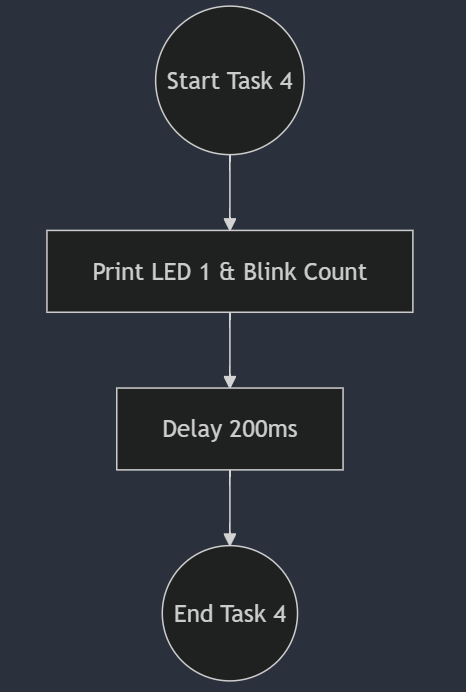 Start Task 4
Print LED 1 & Blink Count
Delay 200ms
End Task 4